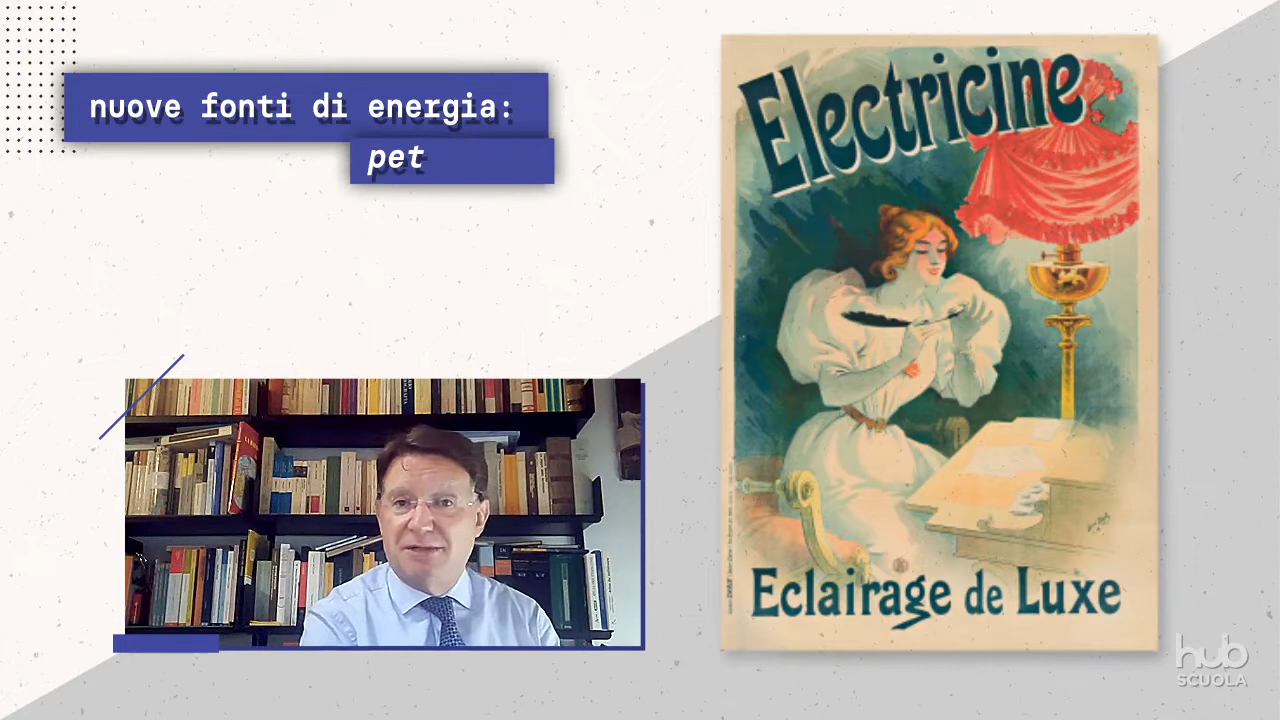 nuove fonti di energia:
pet
Electricine
Eclairage de Luxe
hub
SCUOLA